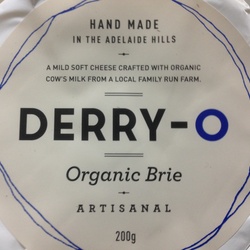 HAND MADE
IN THE ADELAIDE HILLS
A MILD SOFT CHEESE CRAFTED WITH ORGANIC
COW'S MILK FROM A LOCAL FAMILY RUN FARM.
DERRY-O
Organic Brie
ARTISANAL
200g